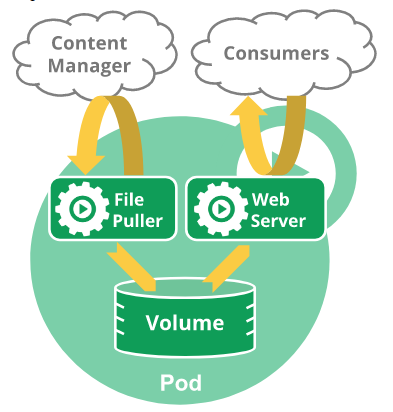 Content
Manager
Consumers
File
Puller
Web
Server
Volume
Pod